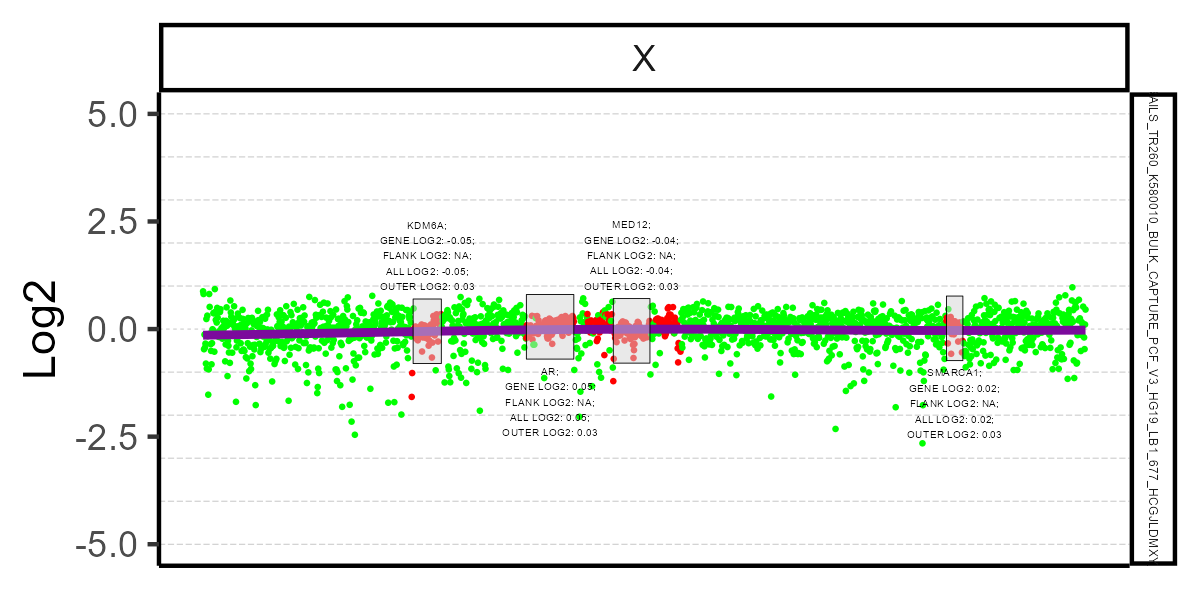 X
Log2
5.0
2.5
0.0
-2.5
-5.0
KDM6A;
GENE LOG2: -0.05;
FLANK LOG2: NA;
ALL LOG2: -0.05;
OUTER LOG2: 0.03
MED12;
GENE LOG2: -0.04;
FLANK LOG2: NA;
ALL LOG2: -0.04;
OUTER LOG2: 0.03
AR;
GENE LOG2: 0.05;
FLANK LOG2: NA;
ALL LOG2: 0.05;
OUTER LOG2: 0.03
SMARCA1;
GENE LOG2: 0.02;
FLANK LOG2: NA;
ALL LOG2: 0.02;
OUTER LOG2: 0.03
AILS_TR260_K580010_BULK_CAPTURE_PCF_V3_HG19_LB1_677_HCGJLDMXY